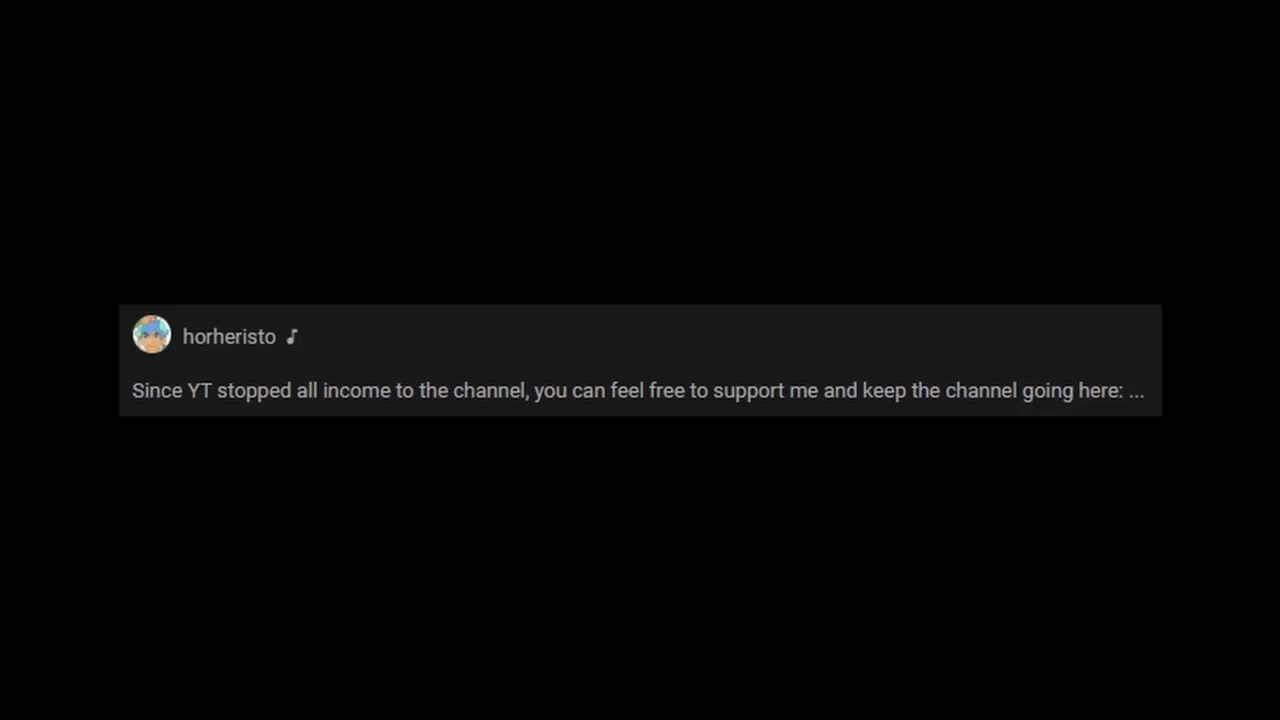 horheristo ♪
Since YT stopped all income to the channel, you can feel free to support me and keep the channel going here: ...